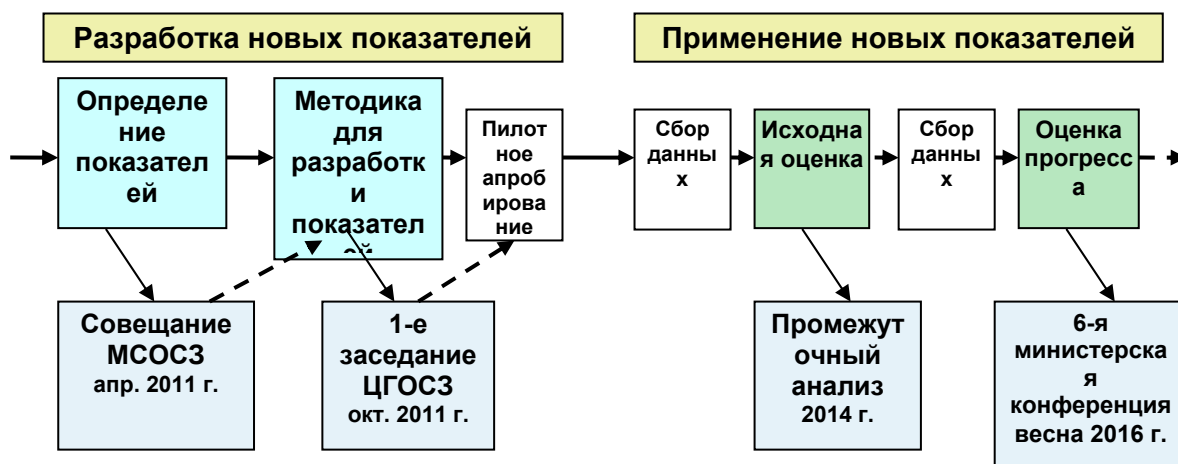 Разработка новых показателей
Применение новых показателей
Определе
ние
показател
ей
Методика
для
разработк
и
показател
ей
Пилот
ное
апроб
ирова
ние
Сбор
данны
х
Исходна
я оценка
Сбор
данны
х
Оценка
прогресс
а
Совещание
МСОСЗ
апр. 2011 г.
1-е
заседание
ЦГОСЗ
окт. 2011 г.
Промежут
очный
анализ
2014 г.
6-я
министерска
я
конференция
весна 2016 г.